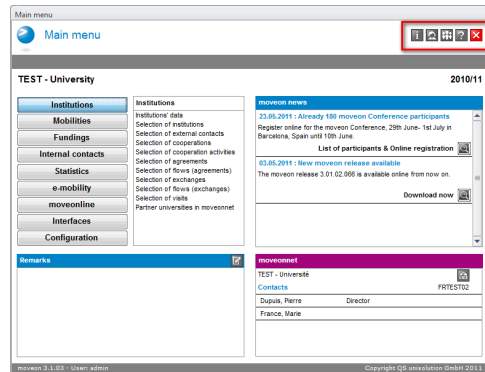 Main menu
Main menu
TEST - University
2010/11
Institutions
Mobilities
Fundings
Internal contacts
Statistics
e-mobility
moveonline
Interfaces
Configuration
Institutions
Institutions' data
Selection of institutions
Selection of external contacts
Selection of cooperations
Selection of cooperation activities
Selection of agreements
Selection of flows (agreements)
Selection of exchanges
Selection of flows (exchanges)
Selection of visits
Partner universities in moveonnet
moveon news
23.05.2011 : Already 180 moveon Conference participants
Register online for the moveon Conference, 29th June- 1st July in
Barcelona, Spain until 10th June.
List of participants & Online registration
03.05.2011 : New moveon release available
The moveon release 3.01.02.066 is available online from now on.
Download now
Remarks
moveonnet
TEST - Université
Contacts
FRTEST02
Dupuis, Pierre
Director
France, Marie
moveon 3.1.03 - User: admin
Copyright QS unisolution GmbH 2011